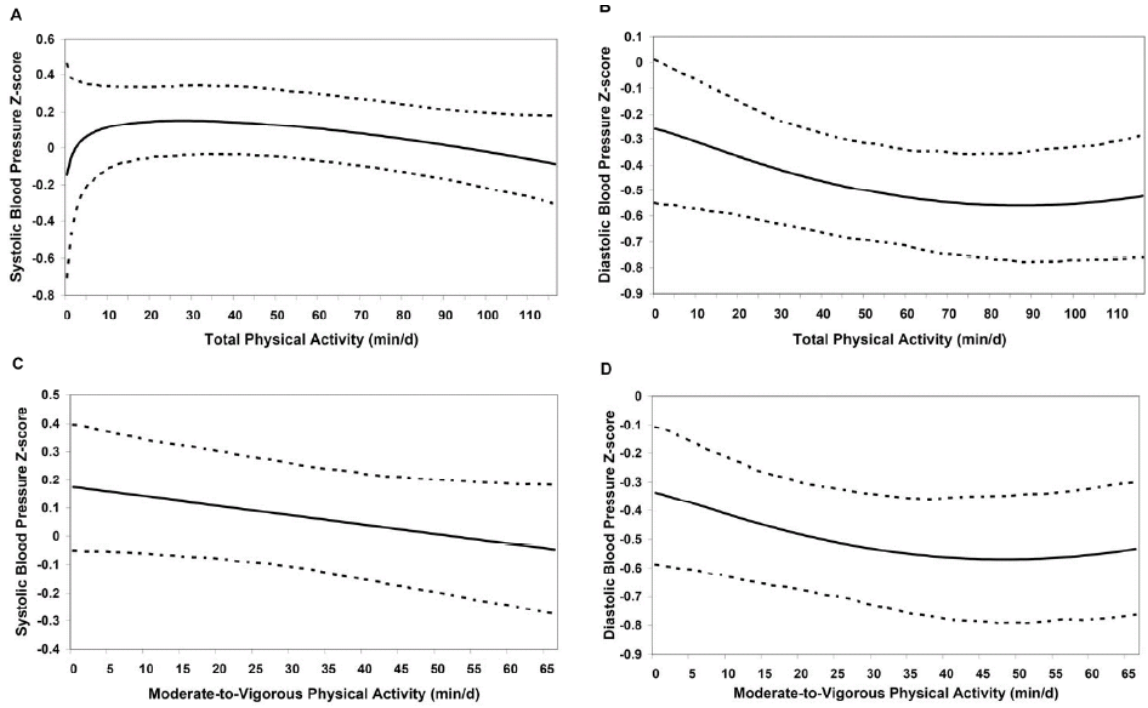 A
Systolic Blood Pressure Z-score
0.6
0.4
0.2
0
-0.2
-0.4
-0.6
-0.8
0 10 20 30 40 50 60 70 80 90 100 110
Total Physical Activity (min/d)
B
Diastolic Blood Pressure Z-score
0.1
0
-0.1
-0.2
-0.3
-0.4
-0.5
-0.6
-0.7
-0.8
-0.9
0 10 20 30 40 50 60 70 80 90 100 110
Total Physical Activity (min/d)
C
Systolic Blood Pressure Z-score
0.5
0.4
0.3
0.2
0.1
0
-0.1
-0.2
-0.3
-0.4
0 5 10 15 20 25 30 35 40 45 50 55 60 65
Moderate-to-Vigorous Physical Activity (min/d)
D
Diastolic Blood Pressure Z-score
0
-0.1
-0.2
-0.3
-0.4
-0.5
-0.6
-0.7
-0.8
-0.9
0 5 10 15 20 25 30 35 40 45 50 55 60 65
Moderate-to-Vigorous Physical Activity (min/d)